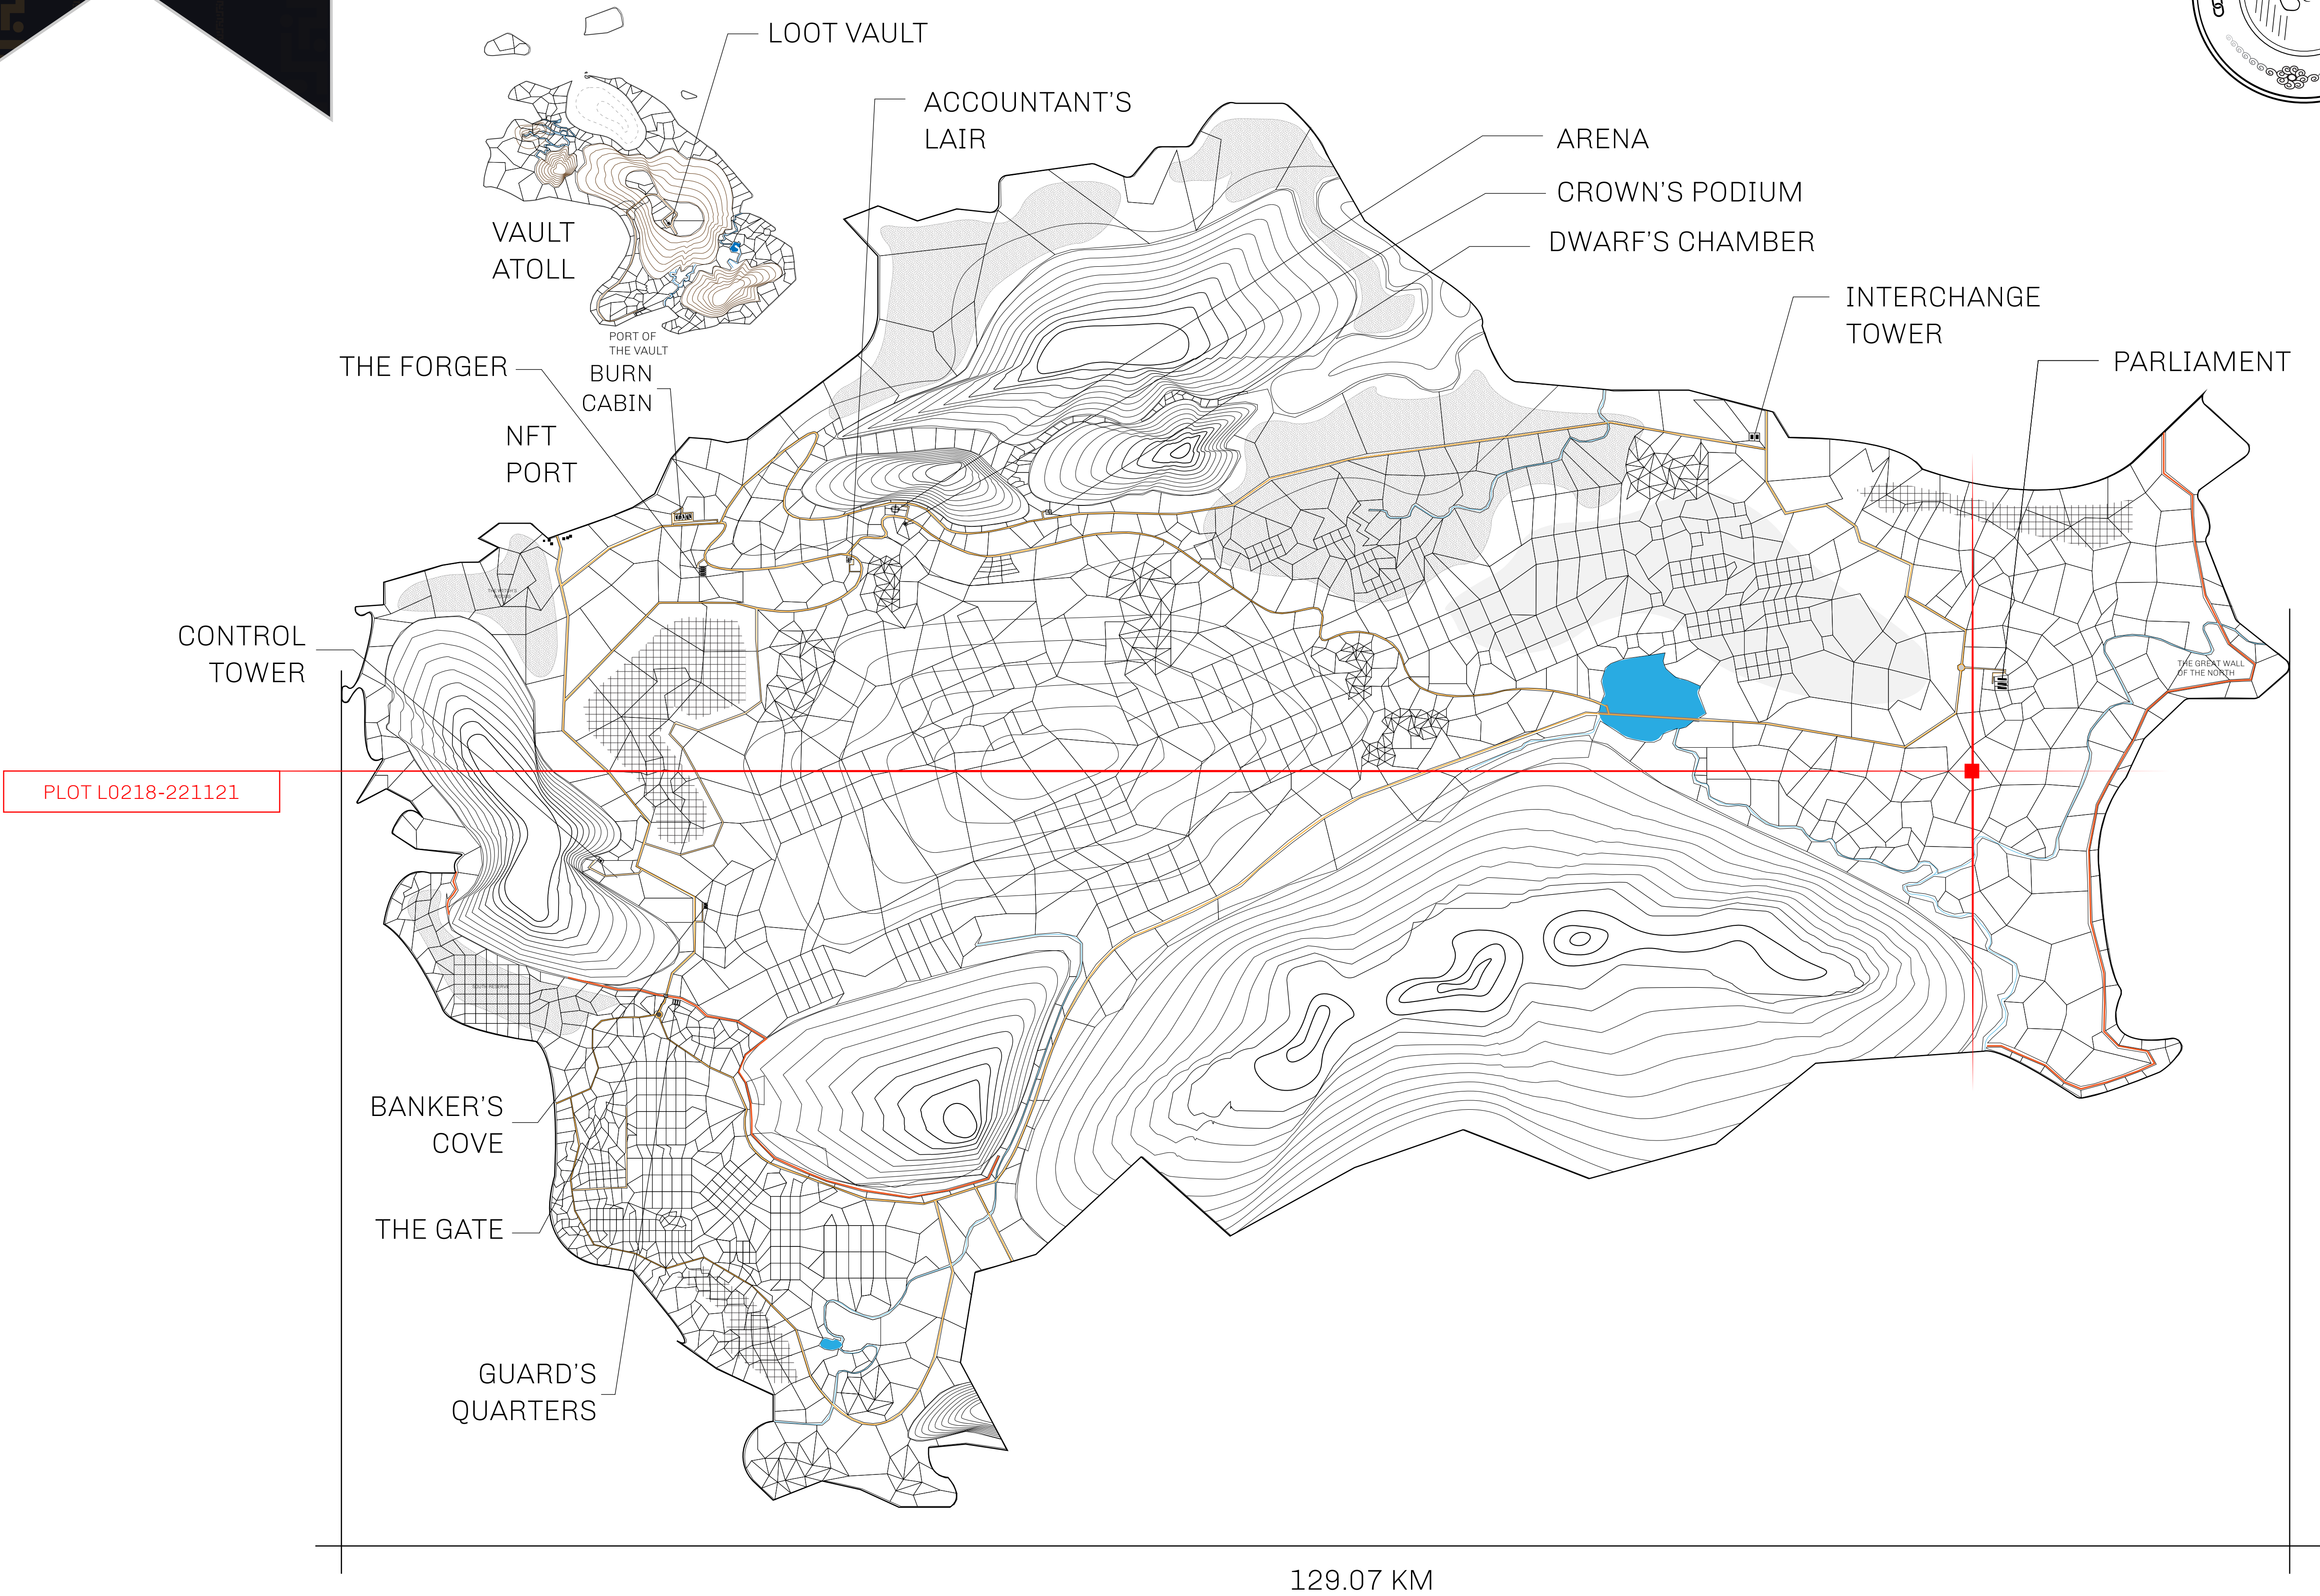 LOOT VAULT
ACCOUNTANT'S
LAIR
ARENA
CROWN'S PODIUM
DWARF'S CHAMBER
VAULT
ATOLL
INTERCHANGE
TOWER
PORT OF
THE VAULT
PARLIAMENT
THE FORGER
BURN
CABIN
NFT
PORT
CONTROL
TOWER
THE GREAT WALL
OF THE NORTH
PLOT L0218-221121
SOUTH RESERVE
BANKER'S
COVE
THE GATE
GUARD'S
QUARTERS
129.07 KM